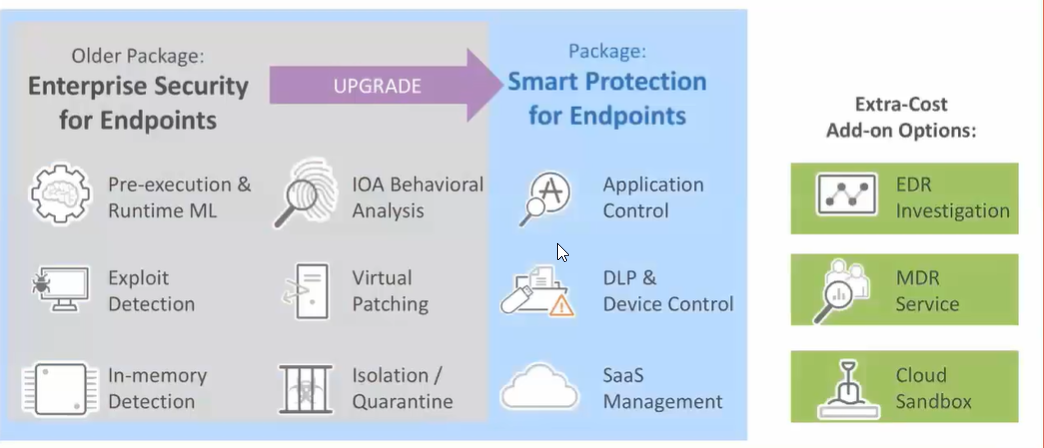 Older Package:
Enterprise Security
for Endpoints
UPGRADE
Package:
Smart Protection
for Endpoints
Pre-execution &
Runtime ML
IOA Behavioral
Analysis
Application
Control
Exploit
Detection
Virtual
Patching
DLP &
Device Control
In-memory
Detection
Isolation /
Quarantine
SaaS
Management
Extra-Cost
Add-on Options:
EDR
Investigation
MDR
Service
Cloud
Sandbox